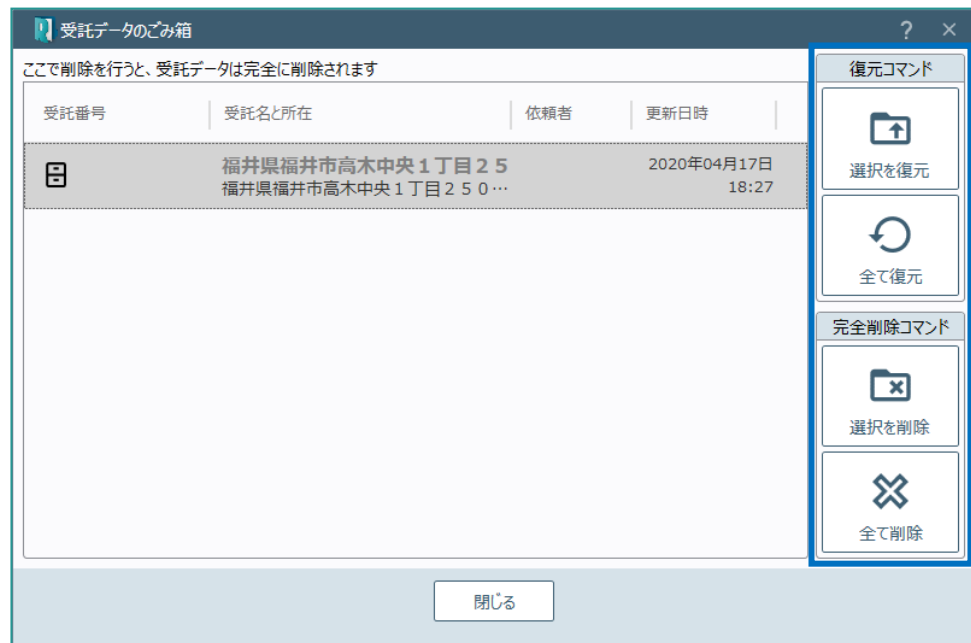 受託データのごみ箱
ここで削除を行うと、受託データは完全に削除されます
受託番号 受託名と所在 依頼者 更新日時
福井県福井市高木中央１丁目２５
福井県福井市高木中央１丁目２５０…
2020年04月17日
18:27
復元コマンド
選択を復元
全て復元
完全削除コマンド
選択を削除
全て削除
閉じる